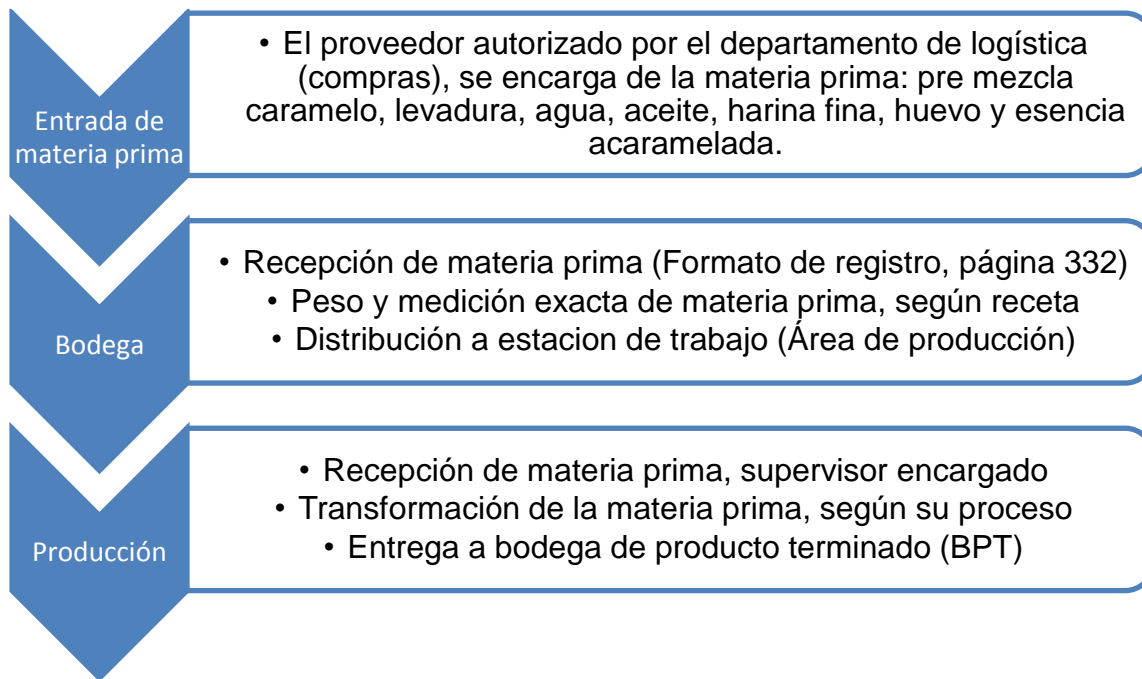 Entrada de
materia prima
• El proveedor autorizado por el departamento de logística
(compras), se encarga de la materia prima: pre mezcla
caramelo, levadura, agua, aceite, harina fina, huevo y esencia
acaramelada.
Bodega
• Recepción de materia prima (Formato de registro, página 332)
• Peso y medición exacta de materia prima, según receta
• Distribución a estacion de trabajo (Área de producción)
Producción
• Recepción de materia prima, supervisor encargado
• Transformación de la materia prima, según su proceso
• Entrega a bodega de producto terminado (BPT)